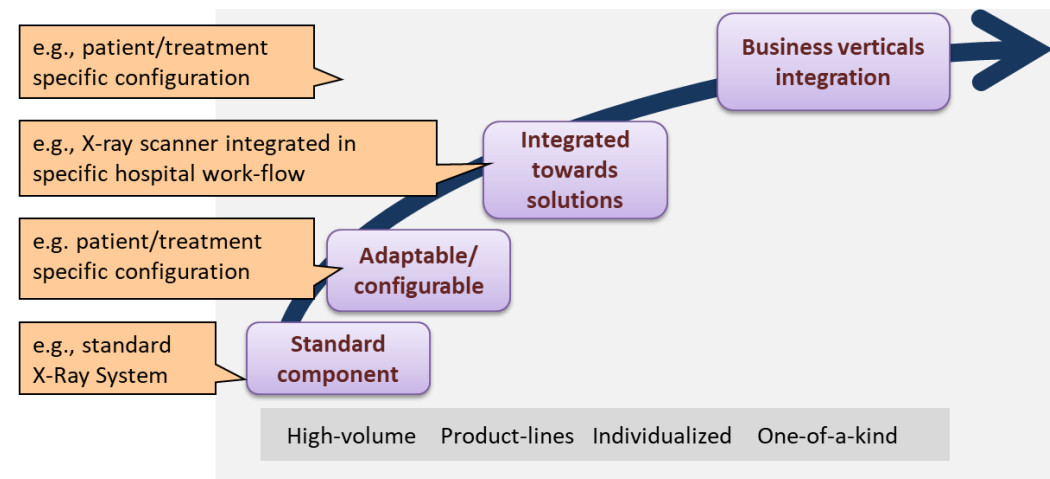 e.g., patient/treatment
specific configuration
Business verticals
integration
e.g., X-ray scanner integrated in
specific hospital work-flow
Integrated
towards
solutions
e.g. patient/treatment
specific configuration
Adaptable/
configurable
e.g., standard
X-Ray System
Standard
component
High-volume Product-lines Individualized One-of-a-kind